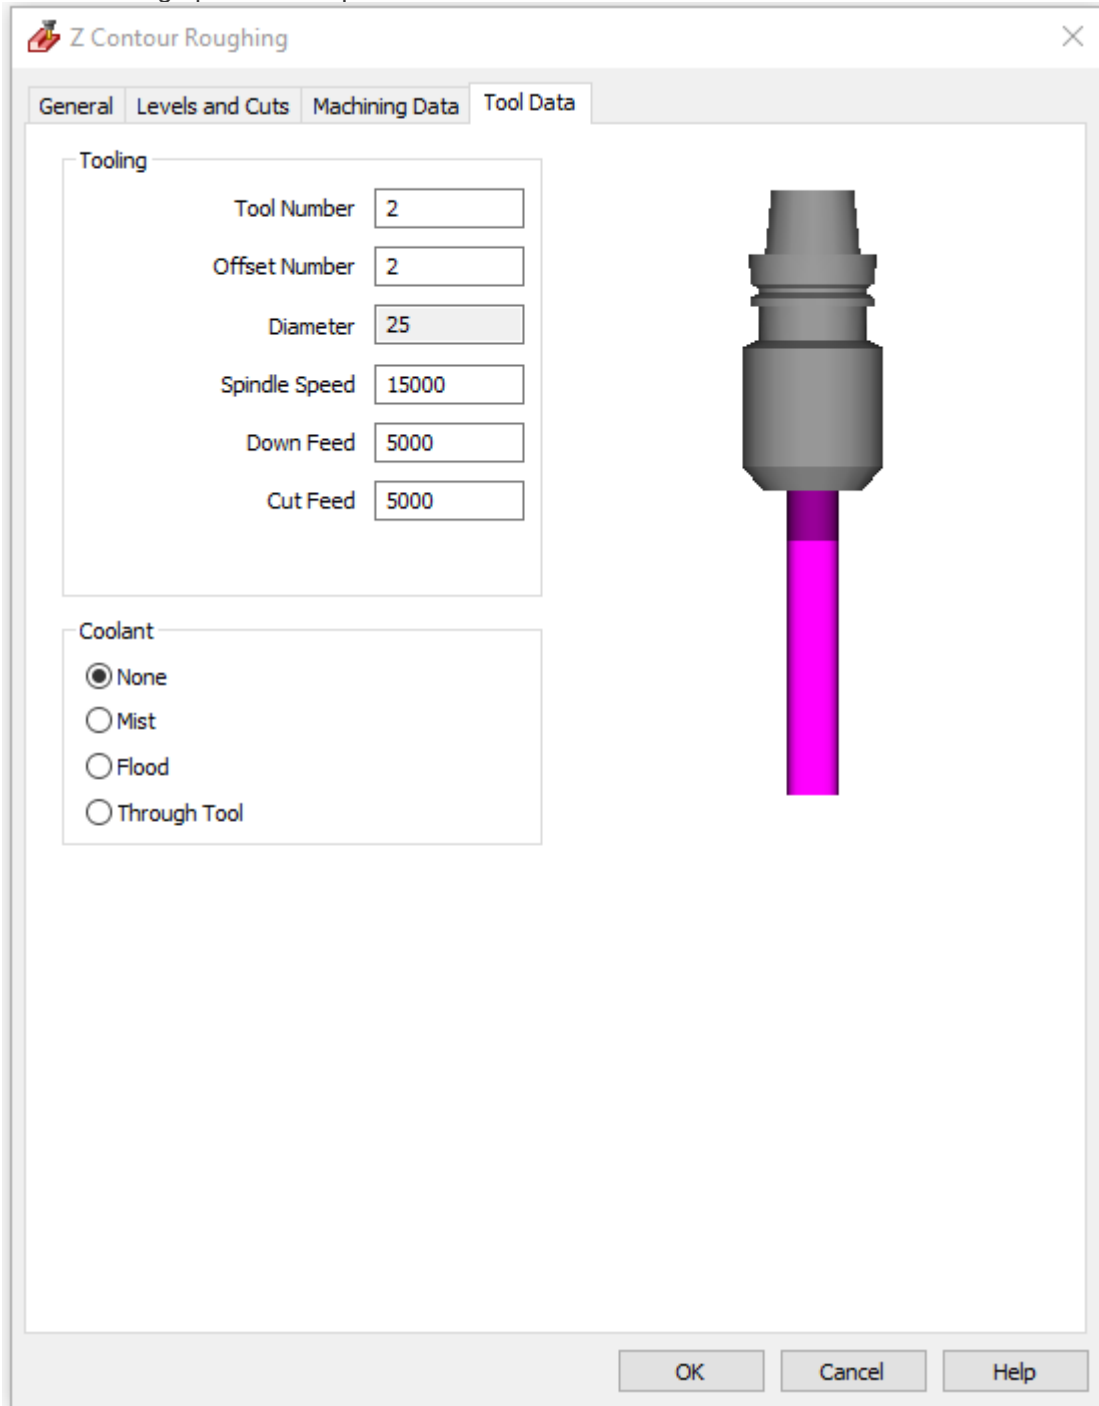 Z Contour Roughing
General Levels and Cuts Machining Data Tool Data
Tooling
Tool Number 2
Offset Number 2
Diameter 25
Spindle Speed 15000
Down Feed 5000
Cut Feed 5000
Coolant
None
Mist
Flood
Through Tool
OK Cancel Help